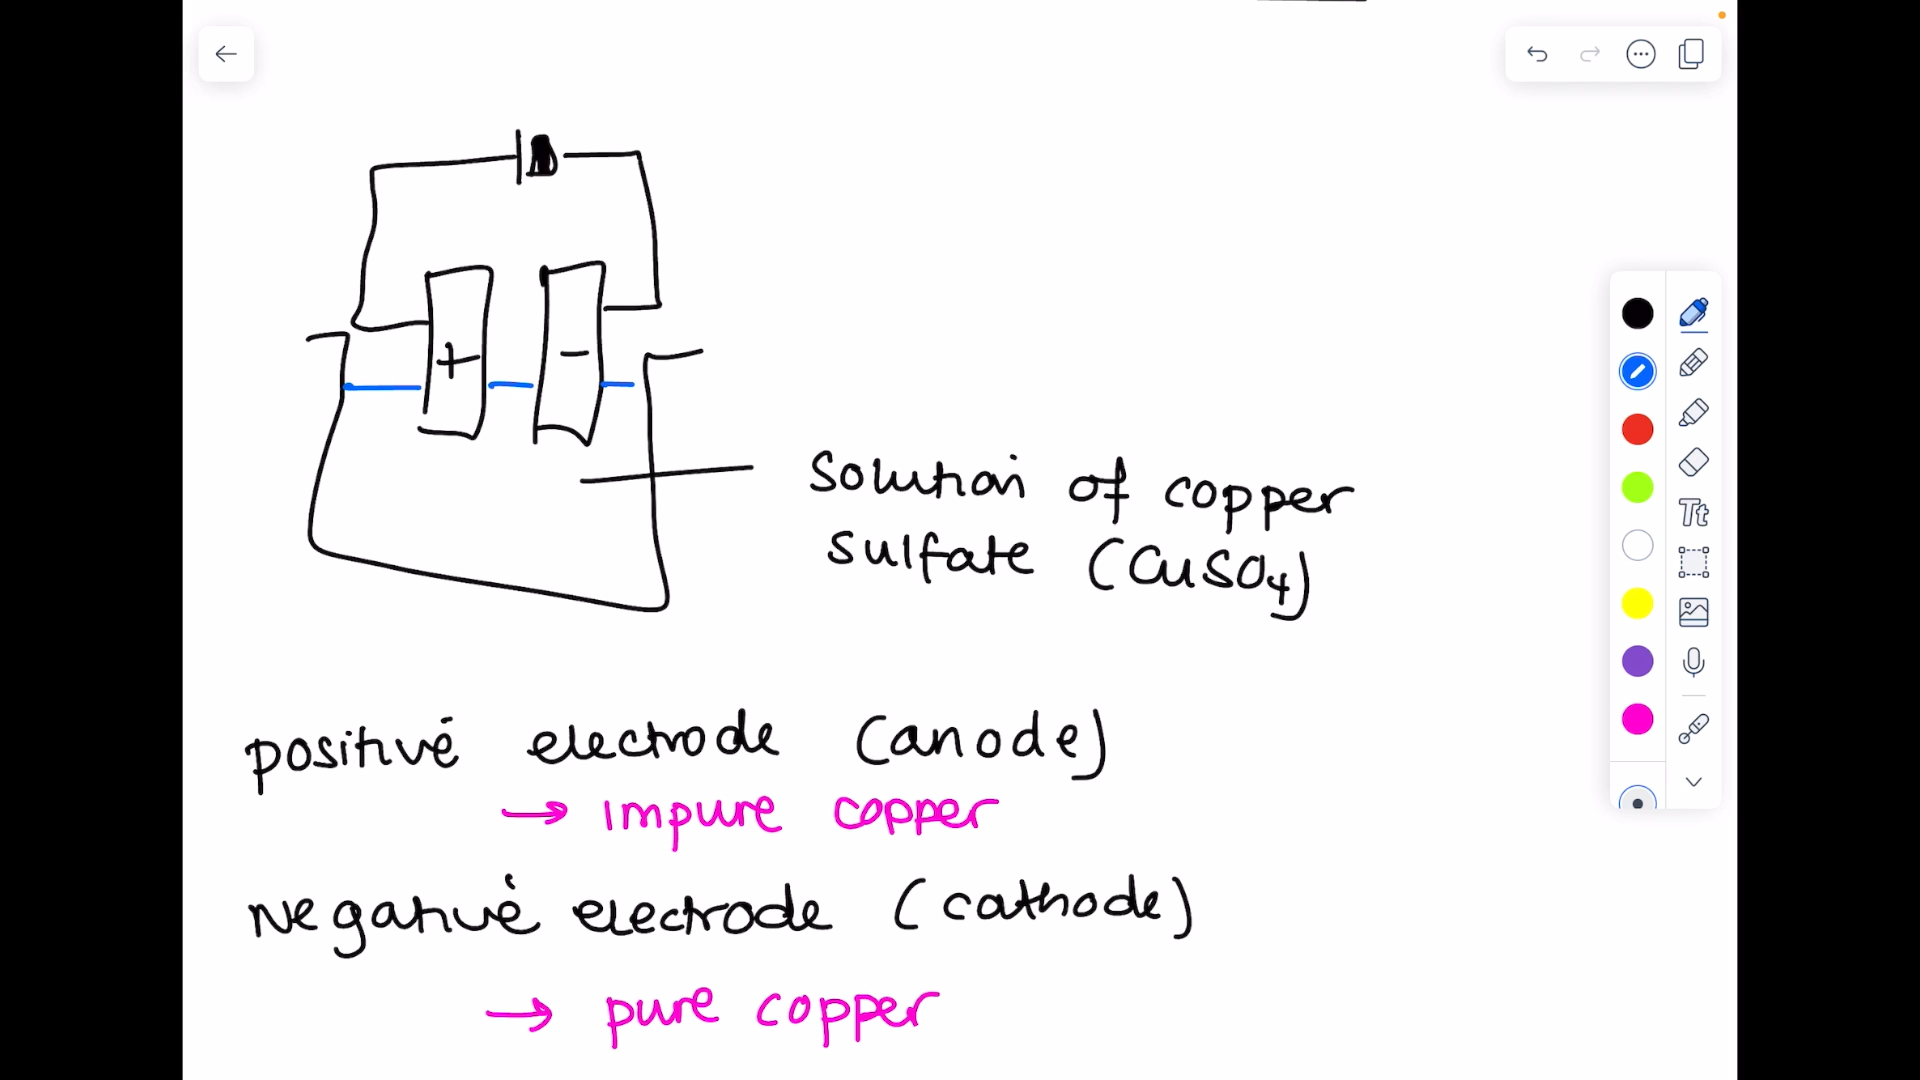 +
-
solution of copper
sulfate (CuSO4)
positive electrode (anode)
→ impure copper
negative electrode (cathode)
→ pure copper
Tt